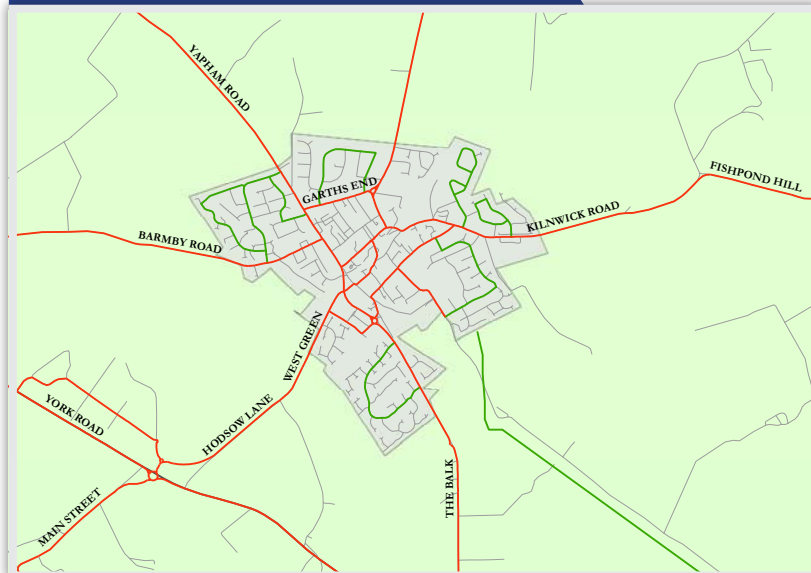 YAPHAM ROAD
FISHPOND HILL
GARTHS END
KILNWICK ROAD
BARMBY ROAD
WEST GREEN
YORK ROAD
HODSOW LANE
THE BALK
MAIN STREET